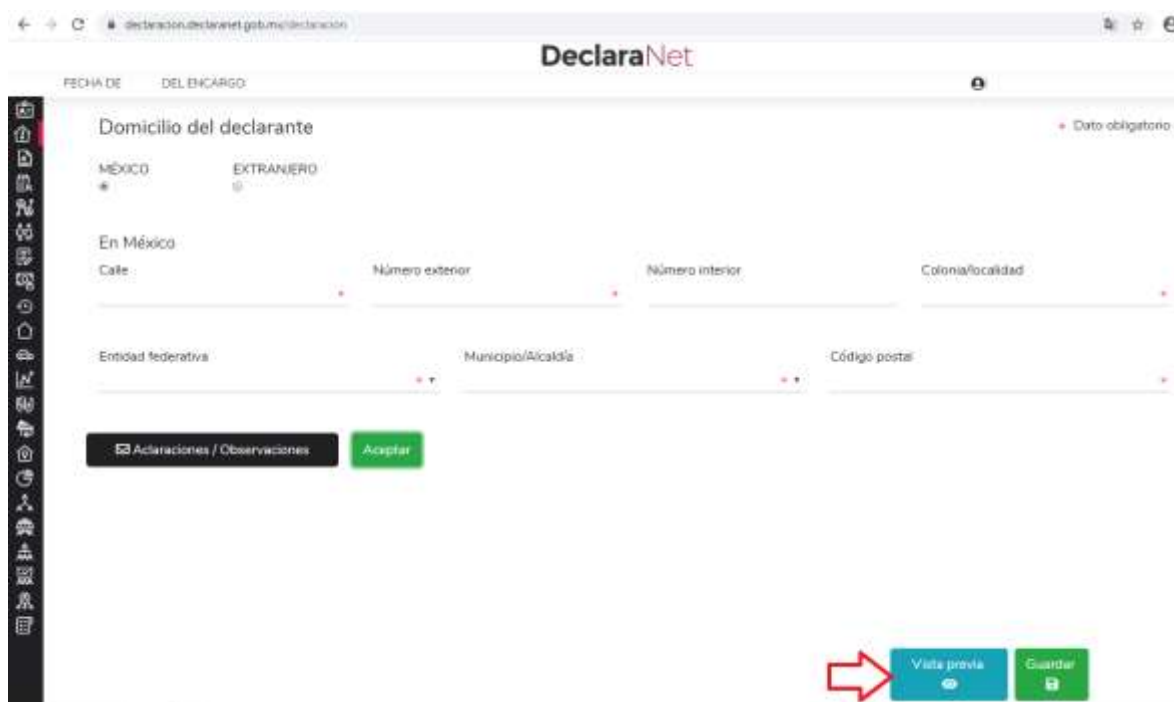 declaracion.declaranet.gob.mx/declaración
DeclaraNet
FECHA DE DEL ENCARGO
Domicilio del declarante
* Dato obligatorio
MÉXICO EXTRANJERO
En México
Calle Número exterior Número interior Colonia/localidad
* * *
Entidad federativa Municipio/Alcaldía Código postal
* * *
Aclaraciones / Observaciones Aceptar
Vista previa Guardar